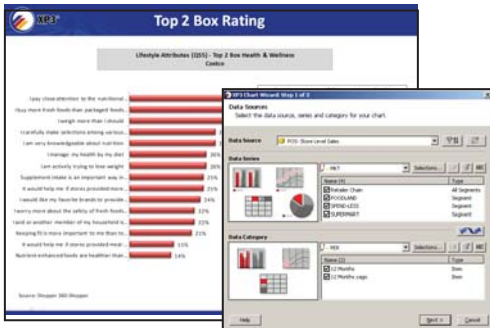 XP3
Top 2 Box Rating
Lifestyle Attributes (Q55) - Top 2 Box Health & Wellness
Costco
I pay close attention to the nutritional...
I buy more fresh foods than packaged foods.
I weigh more than I should
I carefully make selections among various...
I am very knowledgeable about nutrition
I manage my health by my diet
I am actively trying to lose weight
Supplement intake is an important way in...
It would help me if stores provided more...
I would like my favorite brands to provide...
I worry more about the safety of fresh foods.
I and or another member of my household is...
Keeping fit is more important to me than to...
It would help me if stores provided meal...
Nutrient enhanced foods are healthier than...
26%
26%
25%
25%
24%
22%
22%
21%
15%
14%
Source: Shopper 360 Shopper
XP3 Chart Wizard: Step 1 of 3
Data Sources
Select the data source, series and category for your chart.
Data Source
POS: Store Level Sales
Data Series
MKT
Selections...
Name (4)
Type
Retailer Chain
All Segments
FOODLAND
Segment
SPEND-LESS
Segment
SUPERMART
Segment
Data Category
Selections...
Name (2)
Type
12 Months
Item
12 Months yago
Item
Help
Next >
Cancel